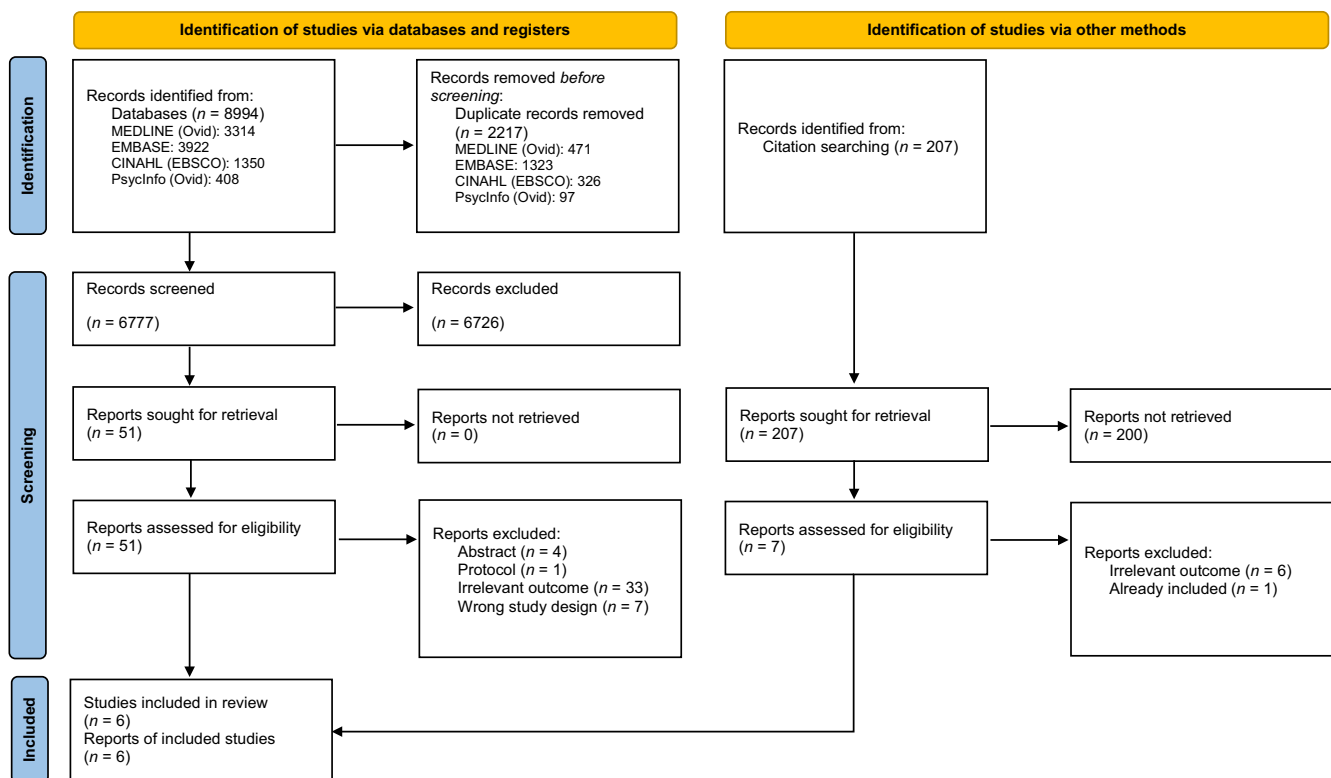 Identification of studies via databases and registers
Identification of studies via other methods
Identification
Records identified from:
Databases (n = 8994)
MEDLINE (Ovid): 3314
EMBASE: 3922
CINAHL (EBSCO): 1350
PsycInfo (Ovid): 408
Records removed before
screening:
Duplicate records removed
(n = 2217)
MEDLINE (Ovid): 471
EMBASE: 1323
CINAHL (EBSCO): 326
PsycInfo (Ovid): 97
Records identified from:
Citation searching (n = 207)
Screening
Records screened
(n = 6777)
Records excluded
(n = 6726)
Reports sought for retrieval
(n = 51)
Reports not retrieved
(n = 0)
Reports sought for retrieval
(n = 207)
Reports not retrieved
(n = 200)
Reports assessed for eligibility
(n = 51)
Reports excluded:
Abstract (n = 4)
Protocol (n = 1)
Irrelevant outcome (n = 33)
Wrong study design (n = 7)
Reports assessed for eligibility
(n = 7)
Reports excluded:
Irrelevant outcome (n = 6)
Already included (n = 1)
Included
Studies included in review
(n = 6)
Reports of included studies
(n = 6)